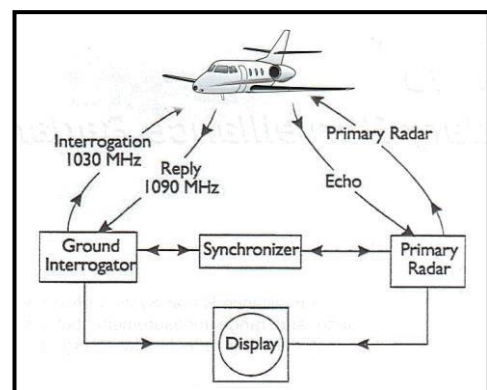 Interrogation
1030 MHz
Reply
1090 MHz
Primary Radar
Echo
Ground
Interrogator
Synchronizer
Primary
Radar
Display